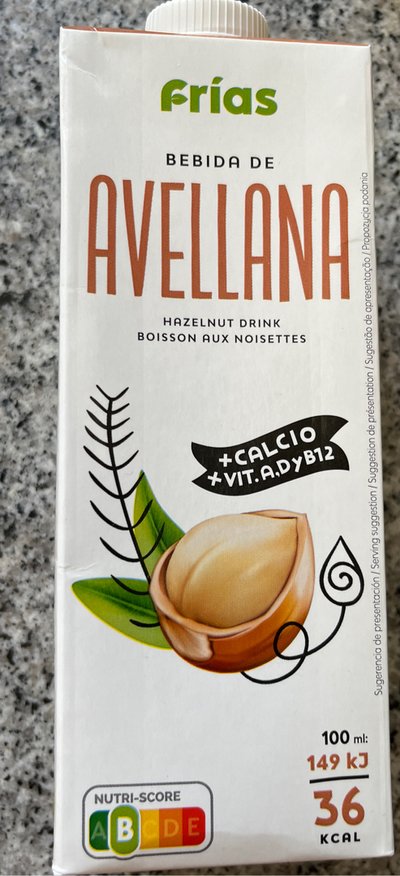 Frías
BEBIDA DE
AVELLANA
HAZELNUT DRINK
BOISSON AUX NOISETTES
+CALCIO
+VIT.A,DyB12
Sugerencia de presentación / Serving suggestion / Suggestion de présentation / Sugestão de apresentação / Propozycja podania
100 ml:
149 kJ
36
KCAL
NUTRI-SCORE
A B C D E